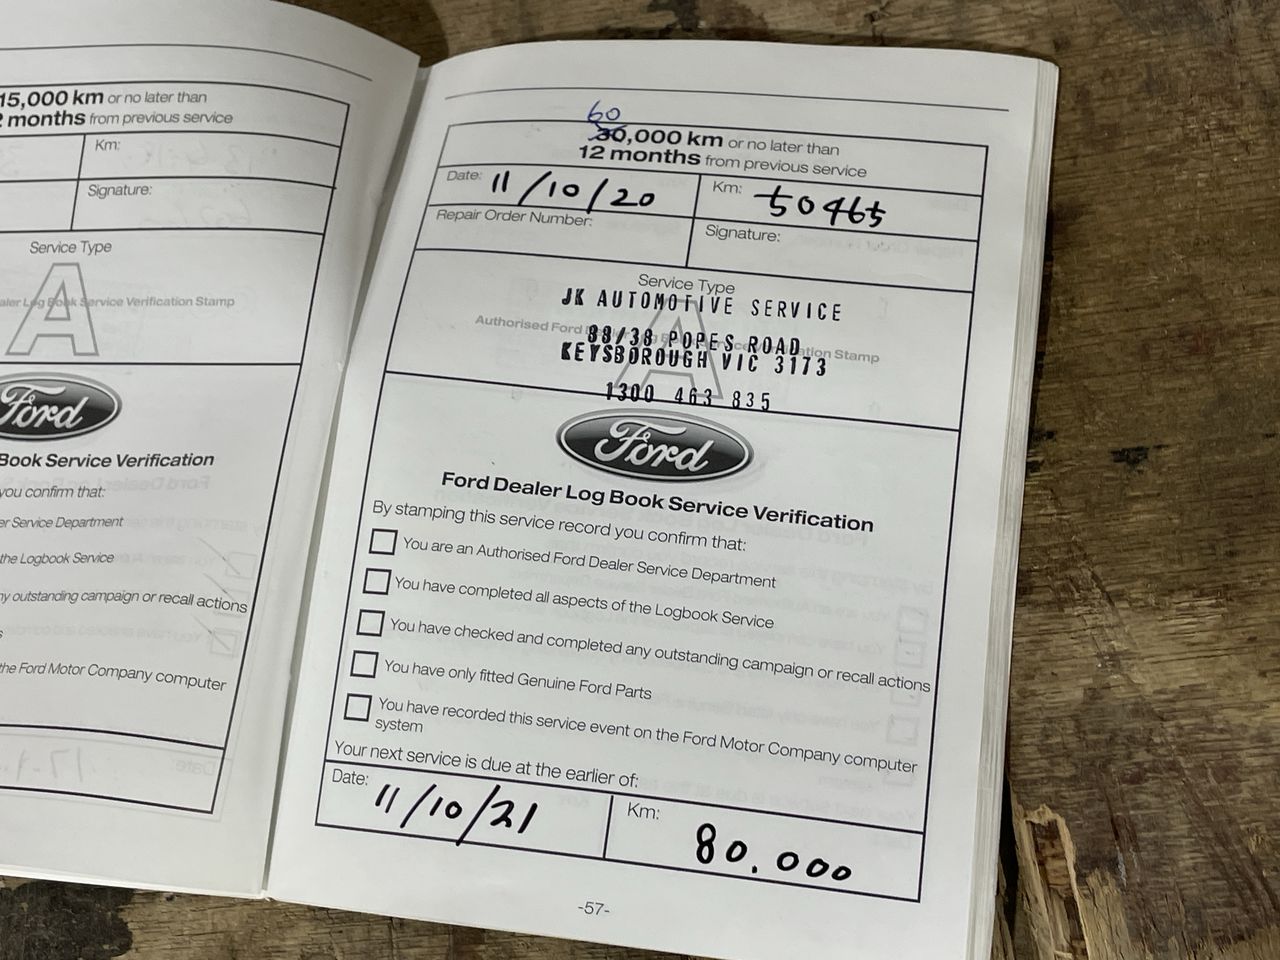 15,000 km or no later than
months from previous service
Km:
Signature:
Service Type
Log Book Service Verification Stamp
A
Ford
Book Service Verification
you confirm that:
Service Department
the Logbook Service
outstanding campaign or recall actions
the Ford Motor Company computer
60
30,000 km or no later than
12 months from previous service
Date: 11/10/20 Km: 50465
Repair Order Number: Signature:
Service Type
JK AUTOMOTIVE SERVICE
Authorised Ford Stamp
88/38 POPES ROAD
KEYSBOROUGH VIC 3173
A
1300 463 835
Ford
Ford Dealer Log Book Service Verification
By stamping this service record you confirm that:
You are an Authorised Ford Dealer Service Department
You have completed all aspects of the Logbook Service
You have checked and completed any outstanding campaign or recall actions
You have only fitted Genuine Ford Parts
You have recorded this service event on the Ford Motor Company computer
system
Your next service is due at the earlier of:
Date: 11/10/21 Km: 80.000
-57-